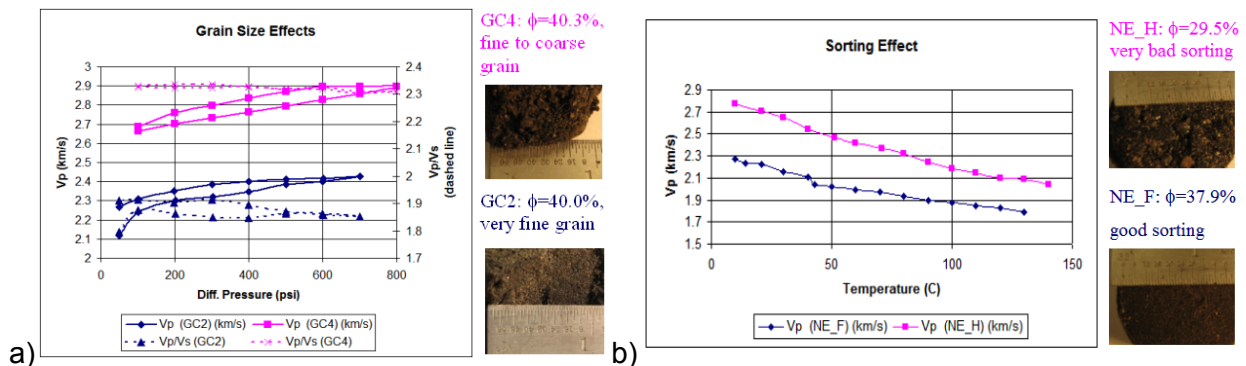 Grain Size Effects
Vp (km/s)
3
2.9
2.8
2.7
2.6
2.5
2.4
2.3
2.2
2.1
2
0 200 400 600 800
Diff. Pressure (psi)
2.4
2.3
2.2
2.1
2
1.9
1.8
1.7
Vp/Vs
(dashed line)
Vp (GC2) (km/s) Vp (GC4) (km/s)
Vp/Vs (GC2) Vp/Vs (GC4)
GC4: ϕ=40.3%,
fine to coarse
grain
GC2: ϕ=40.0%,
very fine grain
1
a)
Sorting Effect
Vp (km/s)
2.9
2.7
2.5
2.3
2.1
1.9
1.7
1.5
0 50 100 150
Temperature (C)
Vp (NE_F) (km/s) Vp (NE_H) (km/s)
NE_H: ϕ=29.5%
very bad sorting
NE_F: ϕ=37.9%
good sorting
b)